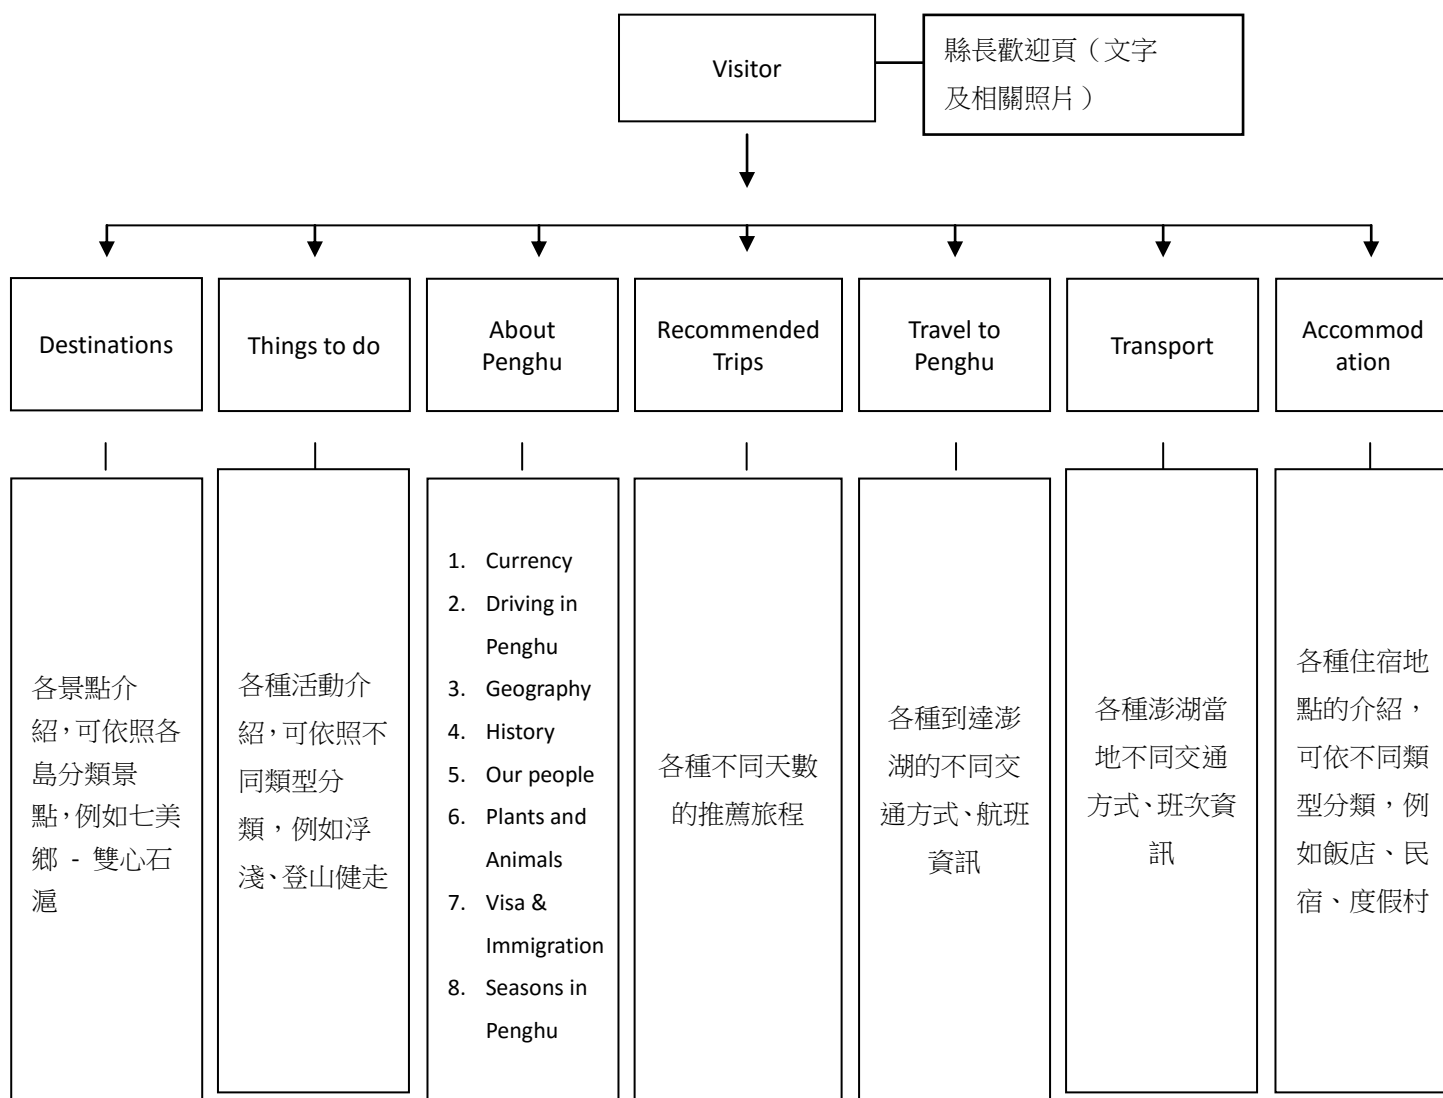 Visitor
縣長歡迎頁（文字
及相關照片）
Destinations
Things to do
About
Penghu
Recommended
Trips
Travel to
Penghu
Transport
Accommod
ation
各景點介
紹，可依照各
島分類景
點，例如七美
鄉 - 雙心石
滬
各種活動介
紹，可依照不
同類型分
類，例如浮
淺、登山健走
1. Currency
2. Driving in
Penghu
3. Geography
4. History
5. Our people
6. Plants and
Animals
7. Visa &
Immigration
8. Seasons in
Penghu
各種不同天數
的推薦旅程
各種到達澎
湖的不同交
通方式、航班
資訊
各種澎湖當
地不同交通
方式、班次資
訊
各種住宿地
點的介紹，
可依不同類
型分類，例
如飯店、民
宿、度假村